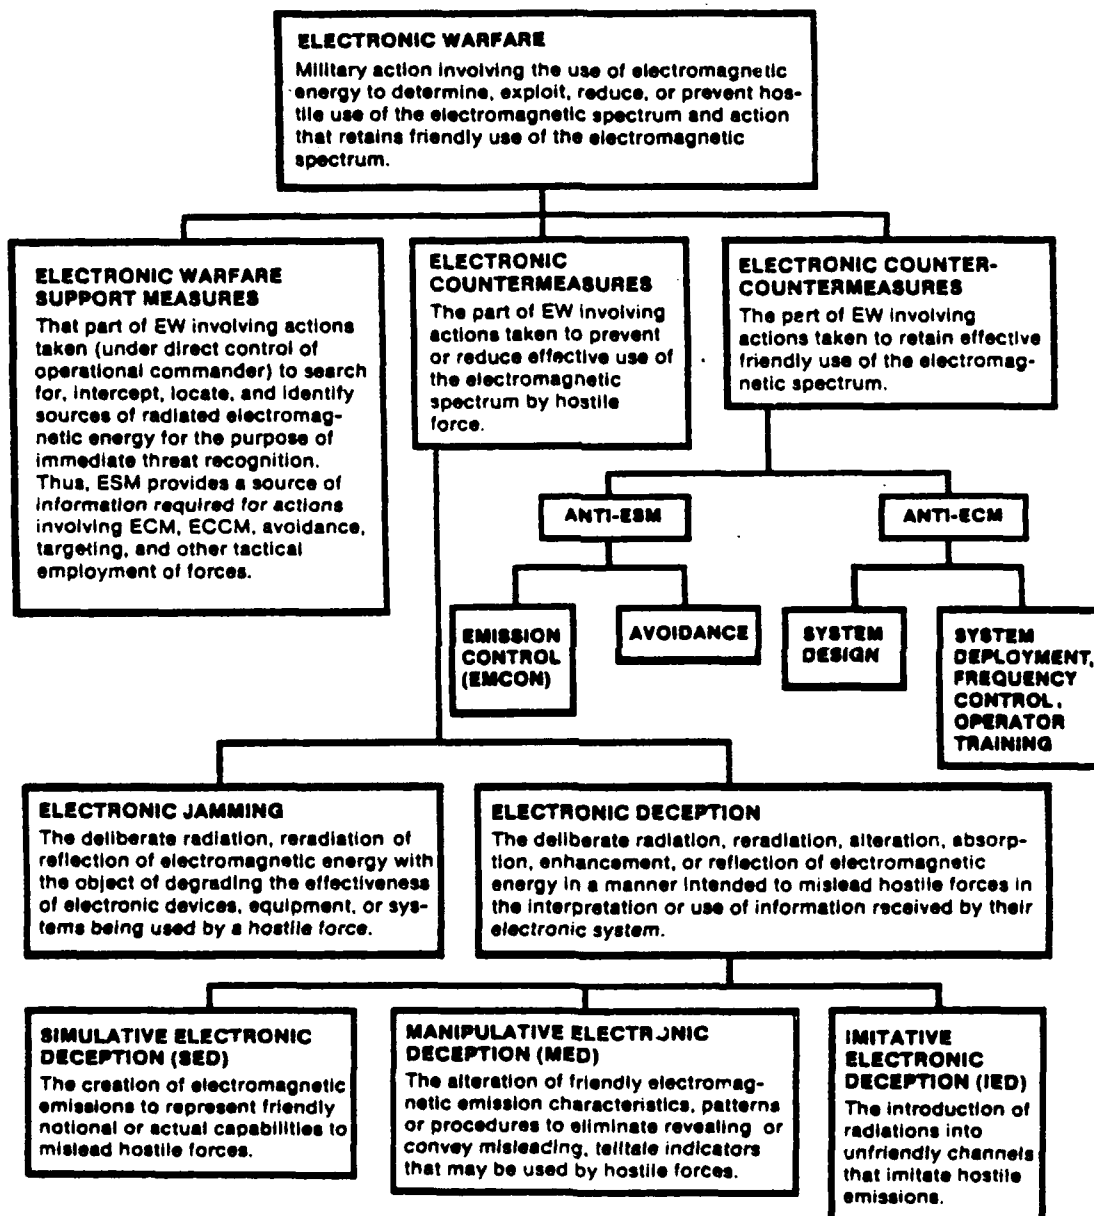 ELECTRONIC WARFARE
Military action involving the use of electromagnetic
energy to determine, exploit, reduce, or prevent hos-
tile use of the electromagnetic spectrum and action
that retains friendly use of the electromagnetic
spectrum.
ELECTRONIC WARFARE
SUPPORT MEASURES
That part of EW involving actions
taken (under direct control of
operational commander) to search
for, intercept, locate, and identify
sources of radiated electromag-
netic energy for the purpose of
immediate threat recognition.
Thus, ESM provides a source of
information required for actions
involving ECM, ECCM, avoidance,
targeting, and other tactical
employment of forces.
ELECTRONIC
COUNTERMEASURES
The part of EW involving
actions taken to prevent
or reduce effective use of
the electromagnetic
spectrum by hostile
force.
ELECTRONIC COUNTER-
COUNTERMEASURES
The part of EW involving
actions taken to retain effective
friendly use of the electromag-
netic spectrum.
ANTI-ESM
ANTI-ECM
EMISSION
CONTROL
(EMCON)
AVOIDANCE
SYSTEM
DESIGN
SYSTEM
DEPLOYMENT,
FREQUENCY
CONTROL,
OPERATOR
TRAINING
ELECTRONIC JAMMING
The deliberate radiation, reradiation of
reflection of electromagnetic energy with
the object of degrading the effectiveness
of electronic devices, equipment, or sys-
tems being used by a hostile force.
ELECTRONIC DECEPTION
The deliberate radiation, reradiation, alteration, absorp-
tion, enhancement, or reflection of electromagnetic
energy in a manner intended to mislead hostile forces in
the interpretation or use of information received by their
electronic system.
SIMULATIVE ELECTRONIC
DECEPTION (SED)
The creation of electromagnetic
emissions to represent friendly
notional or actual capabilities to
mislead hostile forces.
MANIPULATIVE ELECTRONIC
DECEPTION (MED)
The alteration of friendly electromag-
netic emission characteristics, patterns
or procedures to eliminate revealing or
convey misleading, telltale indicators
that may be used by hostile forces.
IMITATIVE
ELECTRONIC
DECEPTION (IED)
The introduction of
radiations into
unfriendly channels
that imitate hostile
emissions.